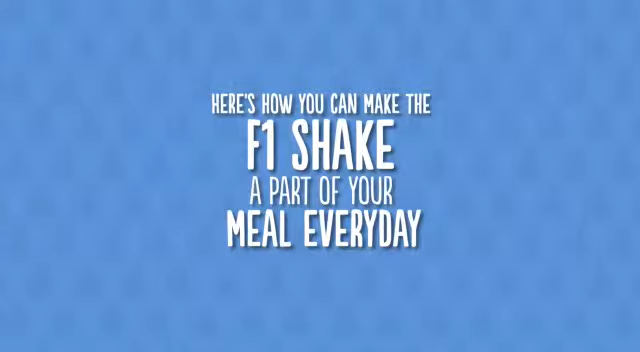 HERE'S HOW YOU CAN MAKE THE
F1 SHAKE
A PART OF YOUR
MEAL EVERYDAY